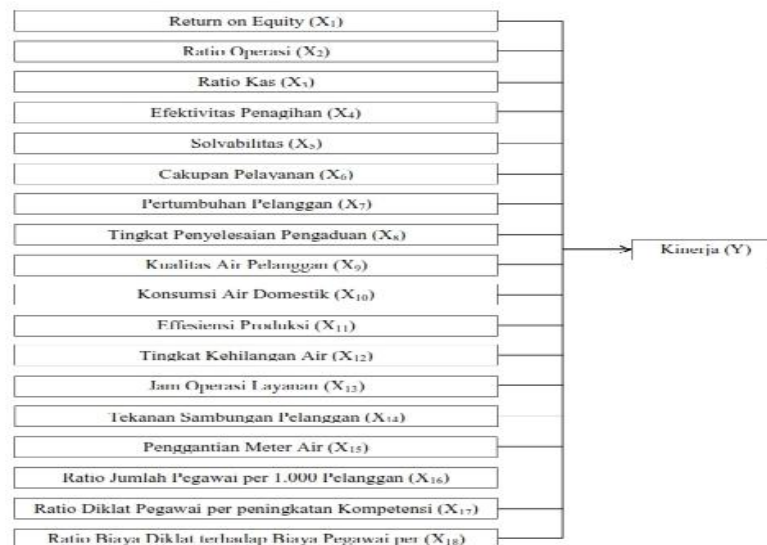 Return on Equity (X₁)
Ratio Operasi (X₂)
Ratio Kas (X₃)
Efektivitas Penagihan (X₄)
Solvabilitas (X₅)
Cakupan Pelayanan (X₆)
Pertumbuhan Pelanggan (X₇)
Tingkat Penyelesaian Pengaduan (X₈)
Kinerja (Y)
Kualitas Air Pelanggan (X₉)
Konsumsi Air Domestik (X₁₀)
Effesiensi Produksi (X₁₁)
Tingkat Kehilangan Air (X₁₂)
Jam Operasi Layanan (X₁₃)
Tekanan Sambungan Pelanggan (X₁₄)
Penggantian Meter Air (X₁₅)
Ratio Jumlah Pegawai per 1.000 Pelanggan (X₁₆)
Ratio Diklat Pegawai per peningkatan Kompetensi (X₁₇)
Ratio Biaya Diklat terhadap Biaya Pegawai per (X₁₈)